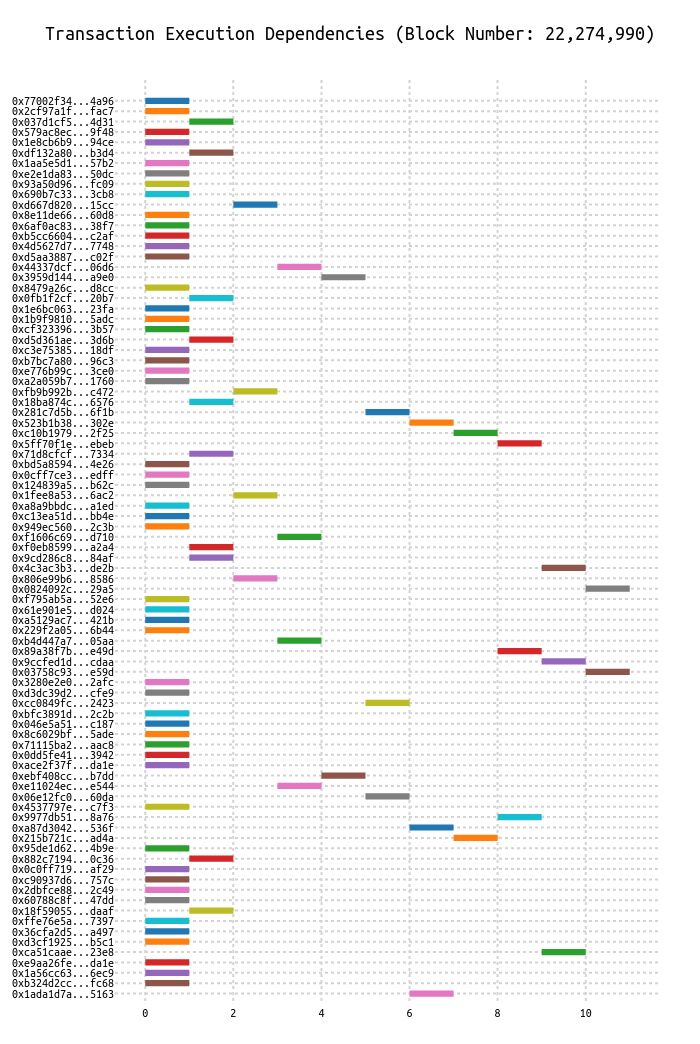 Transaction Execution Dependencies (Block Number: 22,274,990)
0x77002f34...4a96
0x2cf97a1f...fac7
0x037d1cf5...4d31
0x579ac8ec...9f48
0x1e8cb6b9...94ce
0xdf132a80...b3d4
0x1aa5e5d1...57b2
0xe2e1da83...50dc
0x93a50d96...fc09
0x690b7c33...3cb8
0xd667d820...15cc
0x8e11de66...60d8
0x6af0ac83...38f7
0xb5cc6604...c2af
0x4d5627d7...7748
0xd5aa3887...c02f
0x44337dcf...06d6
0x3959d144...a9e0
0x8479a26c...d8cc
0x0fb1f2cf...20b7
0x1e6bc063...23fa
0x1b9f9810...5adc
0xcf323396...3b57
0xd5d361ae...3d6b
0xc3e75385...18df
0xb7bc7a80...96c3
0xe776b99c...3ce0
0xa2a059b7...1760
0xfb9b992b...c472
0x18ba874c...6576
0x281c7d5b...6f1b
0x523b1b38...302e
0xc10b1979...2f25
0x5ff70f1e...ebeb
0x71d8cfcf...7334
0xbd5a8594...4e26
0x0cff7ce3...edff
0x124839a5...b62c
0x1fee8a53...6ac2
0xa8a9bbdc...a1ed
0xc13ea51d...bb4e
0x949ec560...2c3b
0xf1606c69...d710
0xf0eb8599...a2a4
0x9cd286c8...84af
0x4c3ac3b3...de2b
0x806e99b6...8586
0x0824092c...29a5
0xf795ab5a...52e6
0x61e901e5...d024
0xa5129ac7...421b
0x229f2a05...6b44
0xb4d447a7...05aa
0x89a38f7b...e49d
0x9ccfed1d...cdaa
0x03758c93...e59d
0x3280e2e0...2afc
0xd3dc39d2...cfe9
0xcc0849fc...2423
0xbfc3891d...2c2b
0x046e5a51...c187
0x8c6029bf...5ade
0x71115ba2...aac8
0x0dd5fe41...3942
0xace2f37f...da1e
0xebf408cc...b7dd
0xe11024ec...e544
0x06e12fc0...60da
0x4537797e...c7f3
0x9977db51...8a76
0xa87d3042...536f
0x215b721c...ad4a
0x95de1d62...4b9e
0x882c7194...0c36
0x0c0ff719...af29
0xc90937d6...757c
0x2dbfce88...2c49
0x60788c8f...47dd
0x18f59055...daaf
0xffe76e5a...7397
0x36cfa2d5...a497
0xd3cf1925...b5c1
0xca51caae...23e8
0xe9aa26fe...da1e
0x1a56cc63...6ec9
0xb324d2cc...fc68
0x1ada1d7a...5163
0 2 4 6 8 10